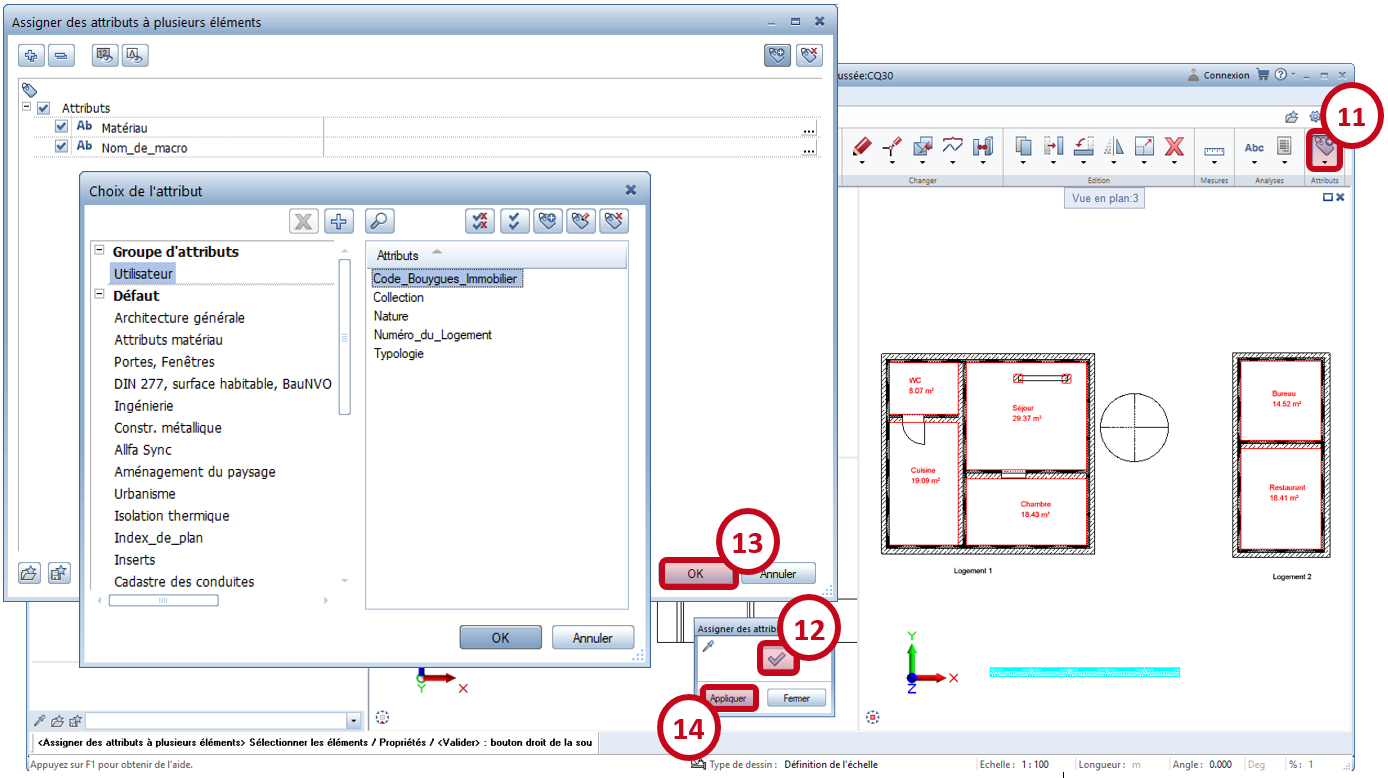 Assigner des attributs à plusieurs éléments
Attributs
Ab Matériau ...
Ab Nom_de_macro ...
Choix de l'attribut
Groupe d'attributs
Utilisateur
Défaut
Architecture générale
Attributs matériau
Portes, Fenêtres
DIN 277, surface habitable, BauNVO
Ingénierie
Constr. métallique
Allfa Sync
Aménagement du paysage
Urbanisme
Isolation thermique
Index_de_plan
Inserts
Cadastre des conduites
Attributs
Code_Bouygues_Immobilier
Collection
Nature
Numéro_du_Logement
Typologie
OK Annuler
13
OK Annuler
ussée:CQ30
Connexion
11
Abc
Changer Edition Mesures Analyses Attributs
Vue en plan:3
WC
8.07 m²
Séjour
29.37 m²
Cuisine
19.09 m²
Chambre
18.43 m²
Logement 1
Bureau
14.52 m²
Restaurant
16.41 m²
Logement 2
Assigner des attrib
12
Appliquer Fermer
14
Y X
Y X Z
<Assigner des attributs à plusieurs éléments> Sélectionner les éléments / Propriétés / <Valider> : bouton droit de la sou
Appuyez sur F1 pour obtenir de l'aide. Type de dessin : Définition de l'échelle Echelle : 1 : 100 Longueur : m Angle : 0.000 Deg % : 1